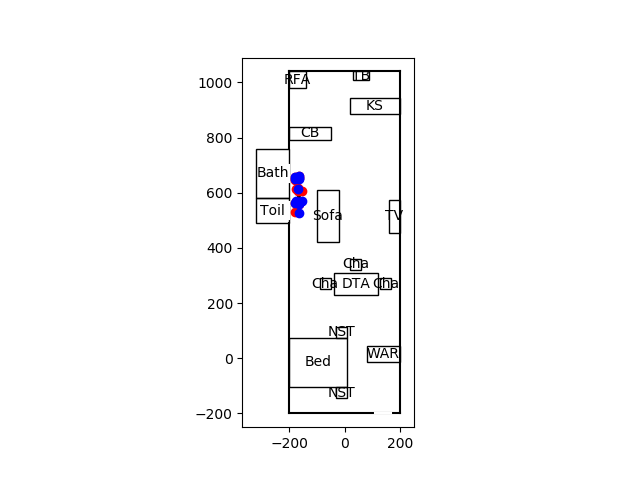 1000
800
600
400
200
0
−200
−200 0 200
RFA
TB
KS
CB
Bath
Toil
Sofa
TV
Cha
Cha
DTA
Cha
NST
Bed
WAR
NST